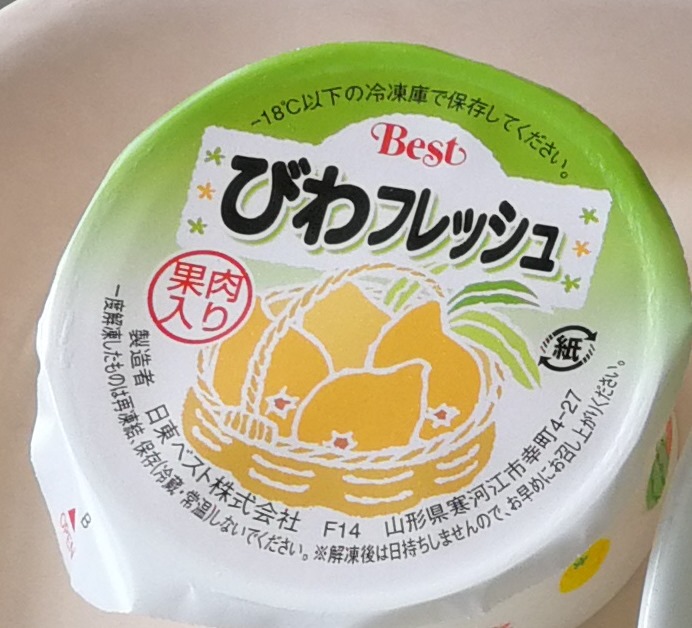 -18℃以下の冷凍庫で保存してください。
Best
びわフレッシュ
果肉
入り
紙
製造者 日東ベスト株式会社 F14 山形県寒河江市幸町4-27
一度解凍したものは再凍結、保存(冷蔵、常温)しないでください。※解凍後は日持ちしませんので、お早めにお召し上がりください。
OPEN
B